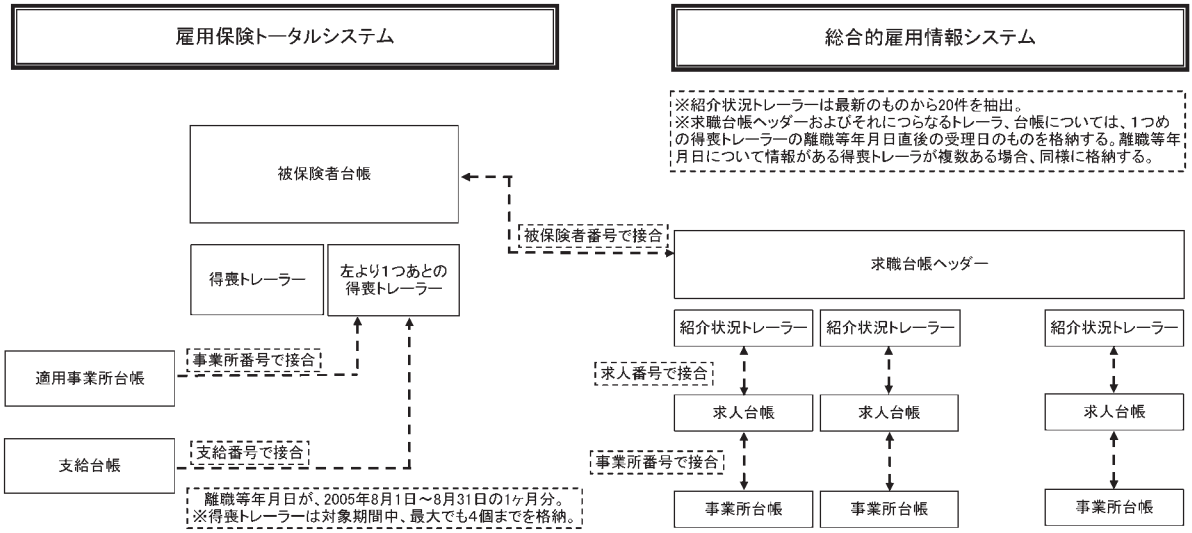 雇用保険トータルシステム
総合的雇用情報システム
※紹介状況トレーラーは最新のものから20件を抽出。
※求職台帳ヘッダーおよびそれにつらなるトレーラ、台帳については、1つめ
の得喪トレーラーの離職等年月日直後の受理日のものを格納する。離職等年
月日について情報がある得喪トレーラが複数ある場合、同様に格納する。
被保険者台帳
被保険者番号で接合
求職台帳ヘッダー
得喪トレーラー
左より1つあとの
得喪トレーラー
紹介状況トレーラー
紹介状況トレーラー
紹介状況トレーラー
事業所番号で接合
適用事業所台帳
求人番号で接合
求人台帳
求人台帳
求人台帳
支給番号で接合
支給台帳
事業所番号で接合
離職等年月日が、2005年8月1日~8月31日の1ヶ月分。
※得喪トレーラーは対象期間中、最大でも4個までを格納。
事業所台帳
事業所台帳
事業所台帳